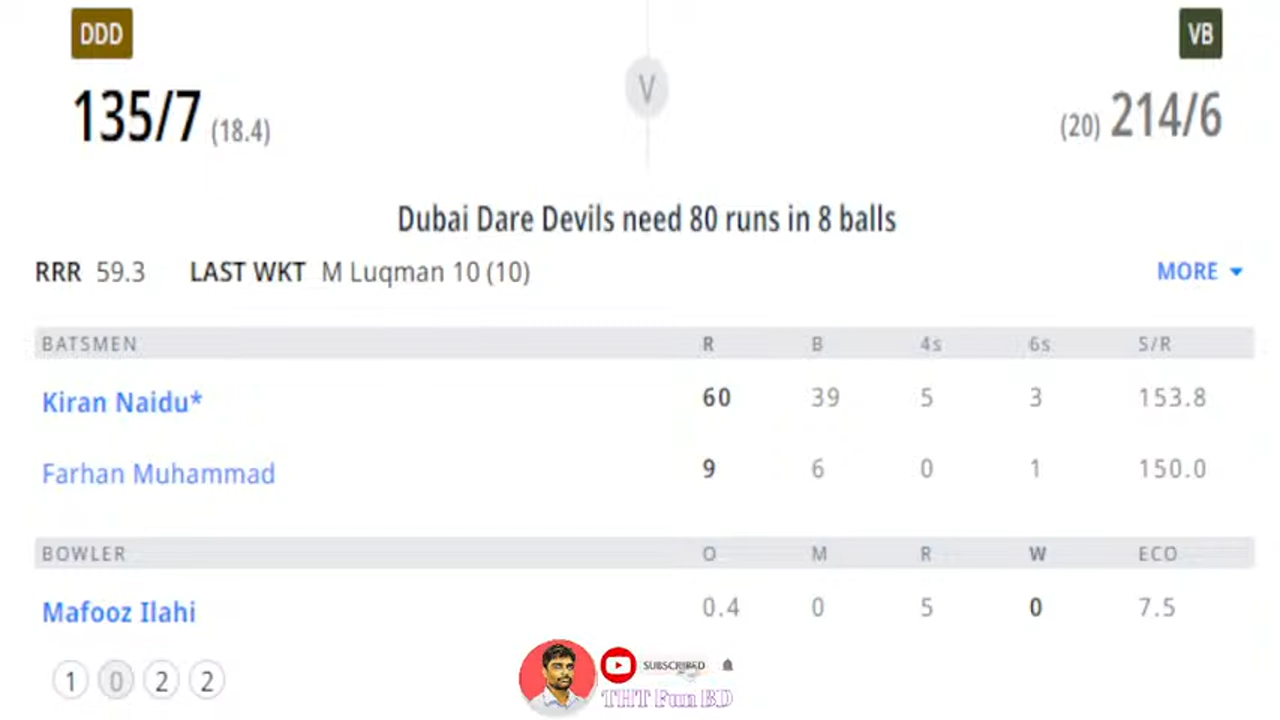 DDD
VB
V
135/7 (18.4)
(20) 214/6
Dubai Dare Devils need 80 runs in 8 balls
RRR 59.3 LAST WKT M Luqman 10 (10)
MORE
BATSMEN R B 4s 6s S/R
Kiran Naidu* 60 39 5 3 153.8
Farhan Muhammad 9 6 0 1 150.0
BOWLER O M R W ECO
Mafooz Ilahi 0.4 0 5 0 7.5
1 0 2 2
SUBSCRIBED
THT Fun BD